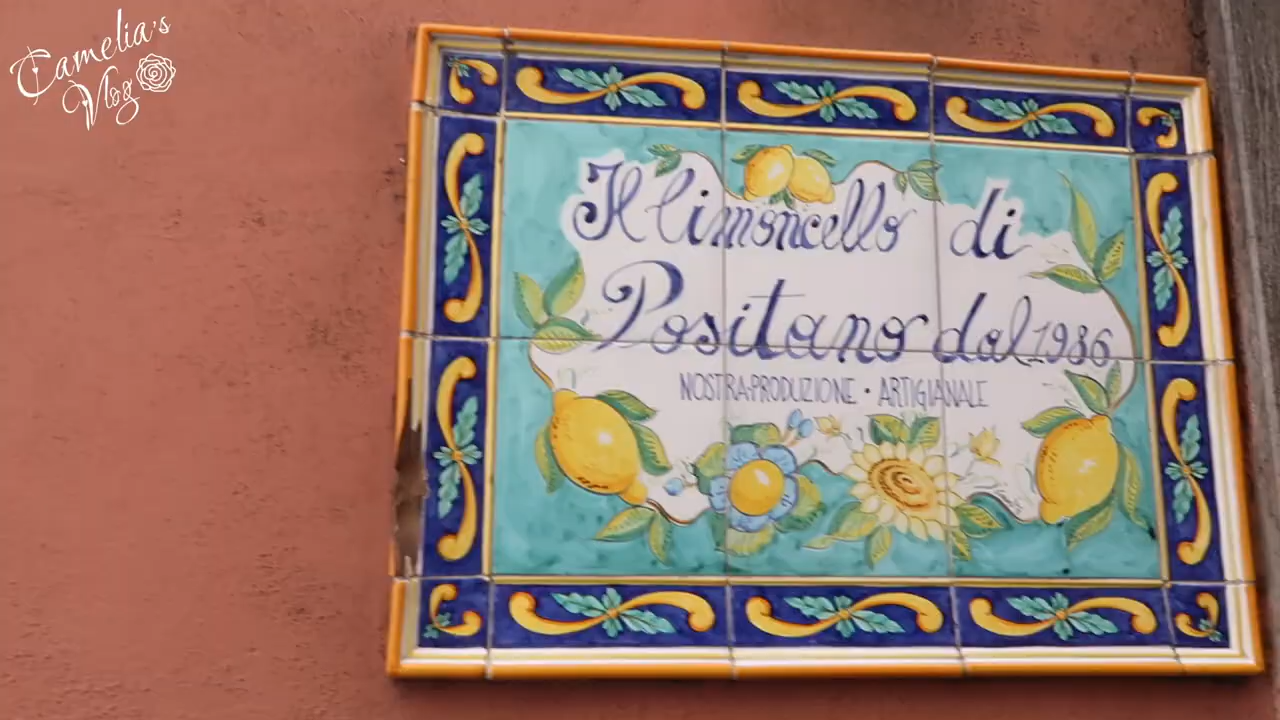 Camelia's
Vlog
Il limoncello di
Positano dal 1986
NOSTRA·PRODUZIONE · ARTIGIANALE